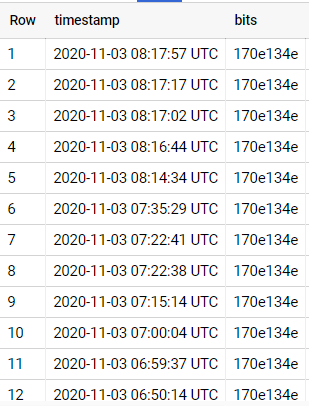 Row timestamp bits
1 2020-11-03 08:17:57 UTC 170e134e
2 2020-11-03 08:17:17 UTC 170e134e
3 2020-11-03 08:17:02 UTC 170e134e
4 2020-11-03 08:16:44 UTC 170e134e
5 2020-11-03 08:14:34 UTC 170e134e
6 2020-11-03 07:35:29 UTC 170e134e
7 2020-11-03 07:22:41 UTC 170e134e
8 2020-11-03 07:22:38 UTC 170e134e
9 2020-11-03 07:15:14 UTC 170e134e
10 2020-11-03 07:00:04 UTC 170e134e
11 2020-11-03 06:59:37 UTC 170e134e
12 2020-11-03 06:50:14 UTC 170e134e